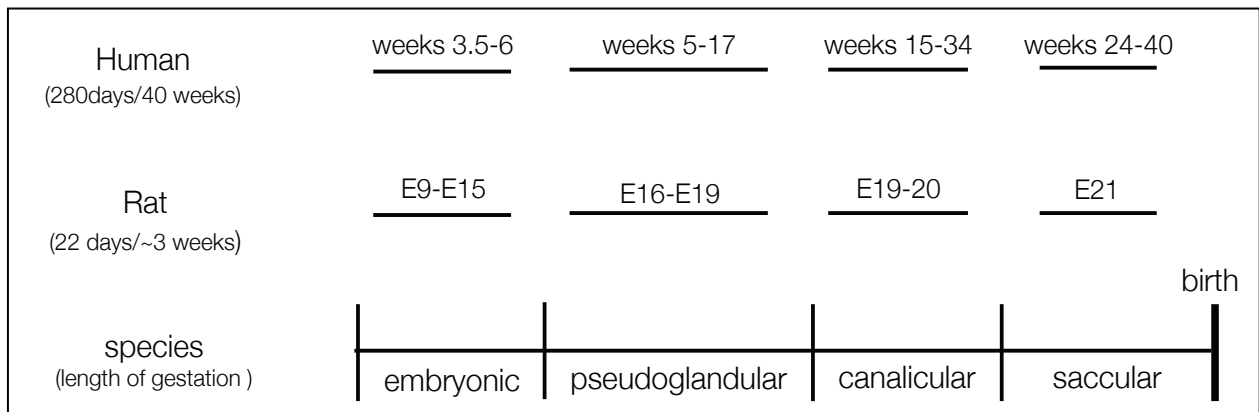 Human
(280days/40 weeks)
weeks 3.5-6
weeks 5-17
weeks 15-34
weeks 24-40
Rat
(22 days/~3 weeks)
E9-E15
E16-E19
E19-20
E21
birth
species
(length of gestation )
embryonic
pseudoglandular
canalicular
saccular